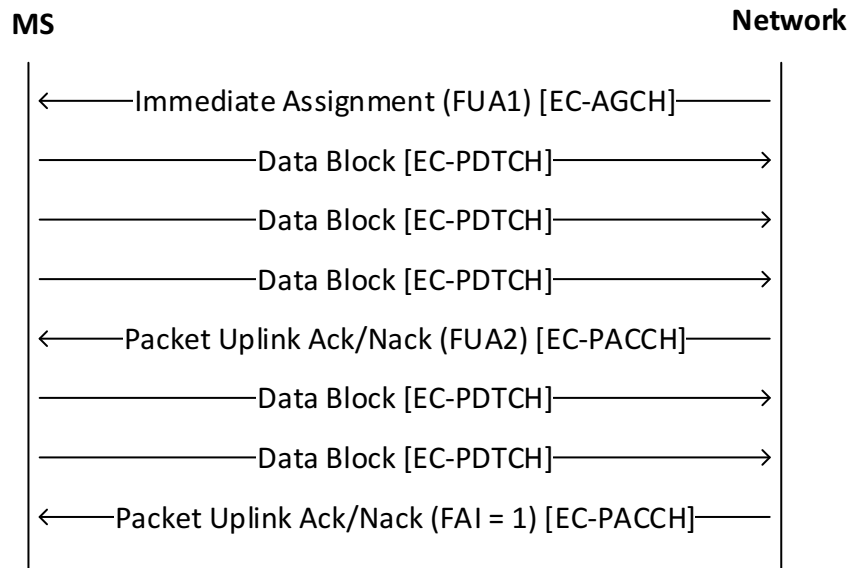 MS
Network
Immediate Assignment (FUA1) [EC-AGCH]
Data Block [EC-PDTCH]
Data Block [EC-PDTCH]
Data Block [EC-PDTCH]
Packet Uplink Ack/Nack (FUA2) [EC-PACCH]
Data Block [EC-PDTCH]
Data Block [EC-PDTCH]
Packet Uplink Ack/Nack (FAI = 1) [EC-PACCH]